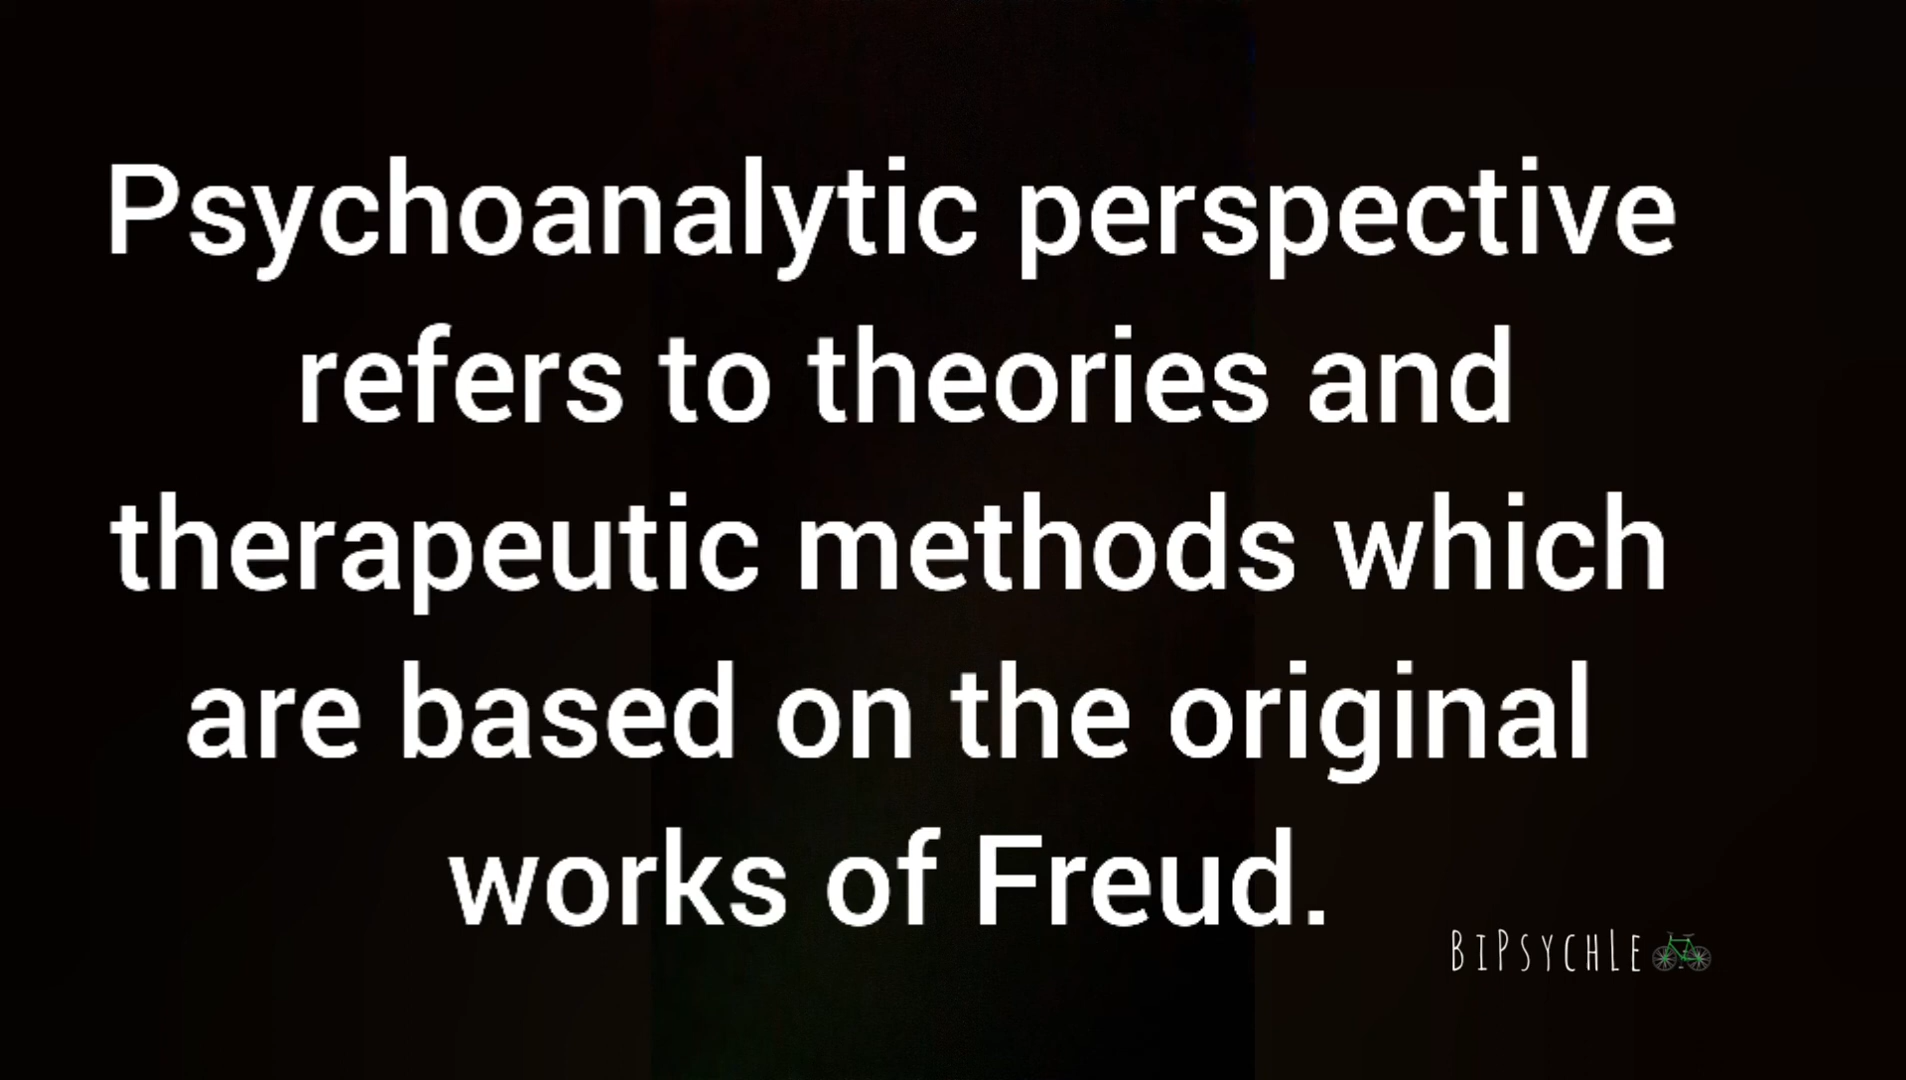 Psychoanalytic perspective
refers to theories and
therapeutic methods which
are based on the original
works of Freud.
BiPsychLe